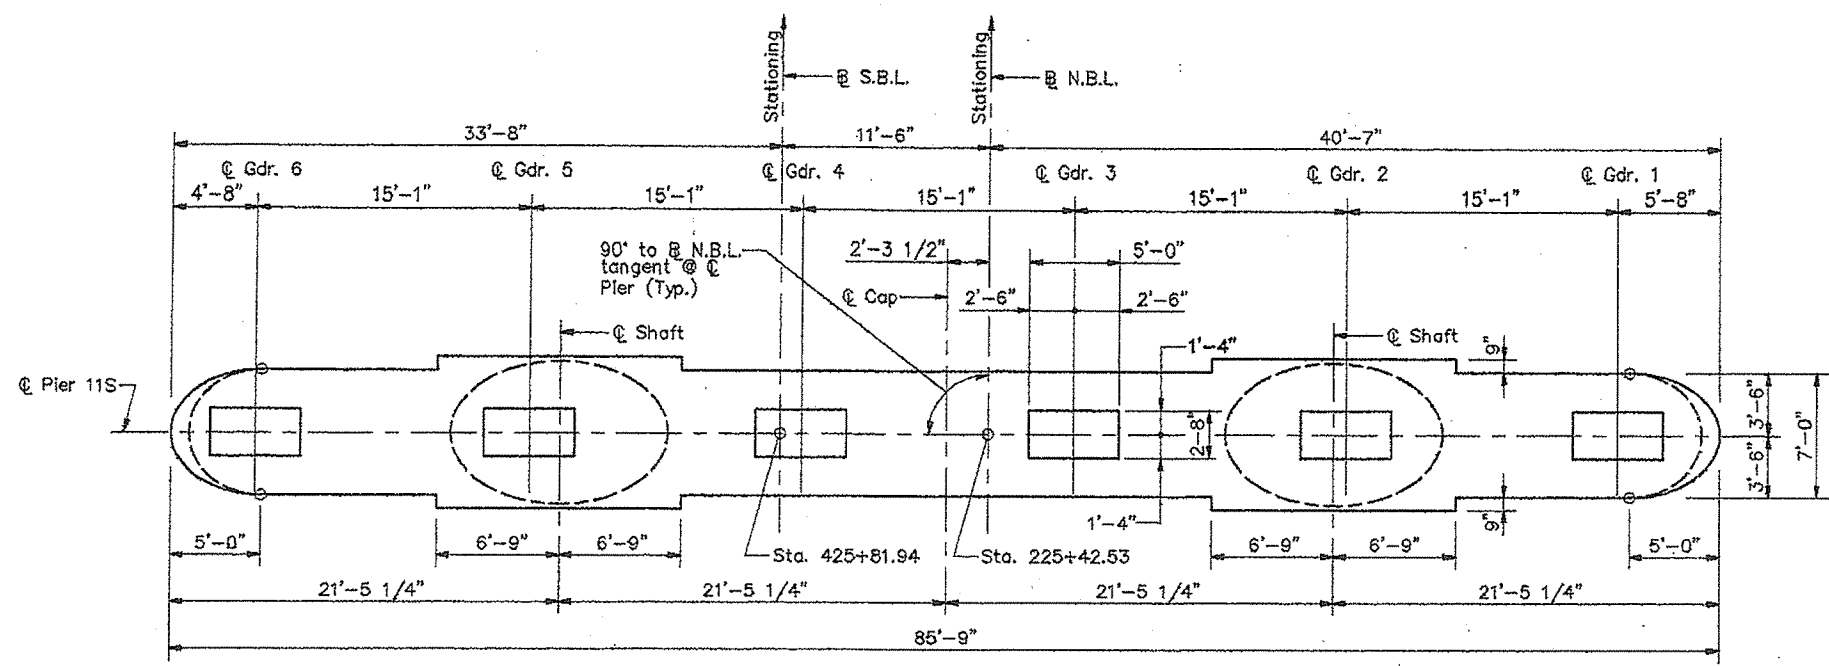 Stationing
Stationing
℄ S.B.L.
℄ N.B.L.
33'-8"
11'-6"
40'-7"
℄ Gdr. 6
℄ Gdr. 5
℄ Gdr. 4
℄ Gdr. 3
℄ Gdr. 2
℄ Gdr. 1
4'-8"
15'-1"
15'-1"
15'-1"
15'-1"
15'-1"
5'-8"
90° to ℄ N.B.L.
tangent @ ℄
Pier (Typ.)
2'-3 1/2"
5'-0"
℄ Cap
2'-6"
2'-6"
℄ Shaft
℄ Shaft
1'-4"
9"
℄ Pier 11S
2'-8"
3'-6"
7'-0"
3'-6"
1'-4"
9"
5'-0"
6'-9"
6'-9"
Sta. 425+81.94
Sta. 225+42.53
6'-9"
6'-9"
5'-0"
21'-5 1/4"
21'-5 1/4"
21'-5 1/4"
21'-5 1/4"
85'-9"